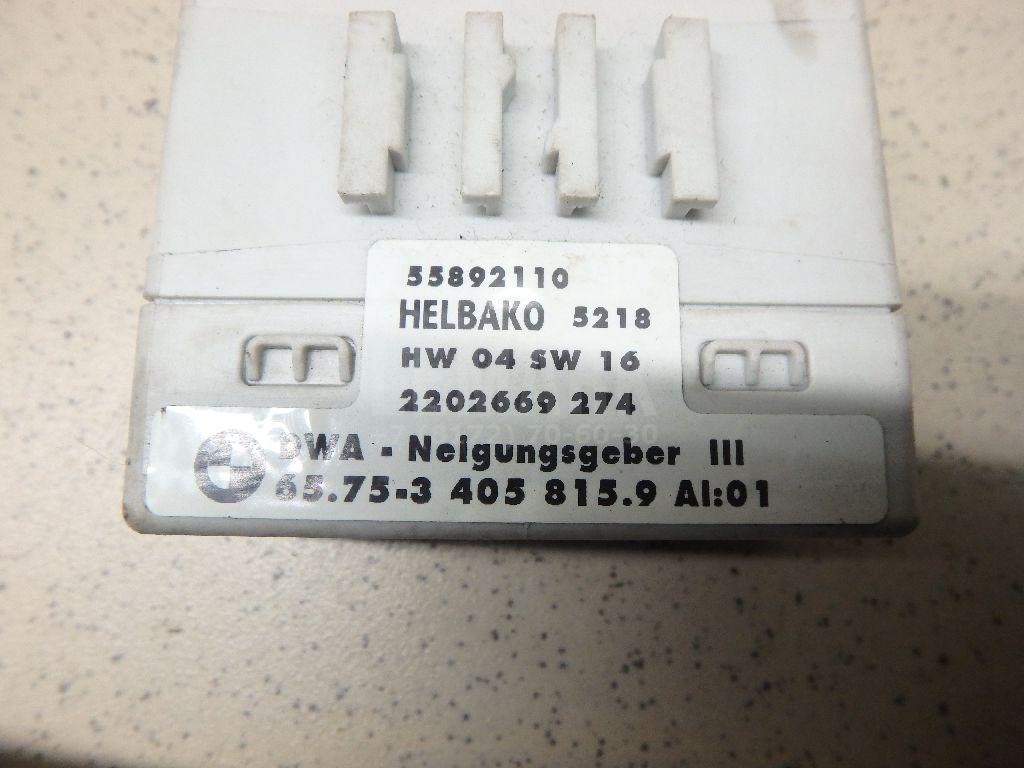 55892110
HELBAKO 5218
HW 04 SW 16
2202669 274
DWA - Neigungsgeber III
65.75-3 405 815.9 AI:01